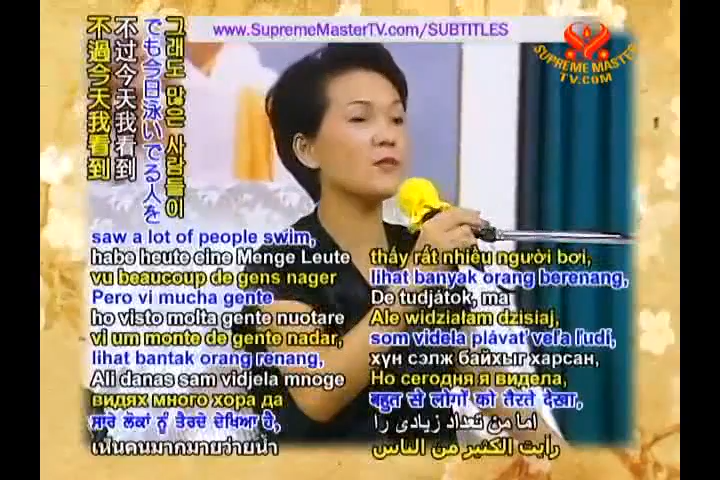 www.SupremeMasterTV.com/SUBTITLES
SUPREME MASTER
TV.COM
그래도 많은 사람들이
でも今日泳いでる人を
不过今天我看到
不過今天我看到
saw a lot of people swim,
habe heute eine Menge Leute
vu beaucoup de gens nager
Pero vi mucha gente
ho visto molta gente nuotare
vi um monte de gente nadar,
lihat bantak orang renang,
Ali danas sam vidjela mnoge
видях много хора да
ਸਾਰੇ ਲੋਕਾਂ ਨੂੰ ਤੈਰਦੇ ਦੇਖਿਆ ਹੈ,
เห็นคนมากมายว่ายน้ำ
thấy rất nhiều người bơi,
lihat banyak orang berenang,
De tudjátok, ma
Ale widziałam dzisiaj,
som videla plávať veľa ľudí,
хүн сэлж байхыг харсан,
Но сегодня я видела,
बहुत से लोगों को तैरते देखा,
اما من تعداد زیادی را
رأيت الكثير من الناس